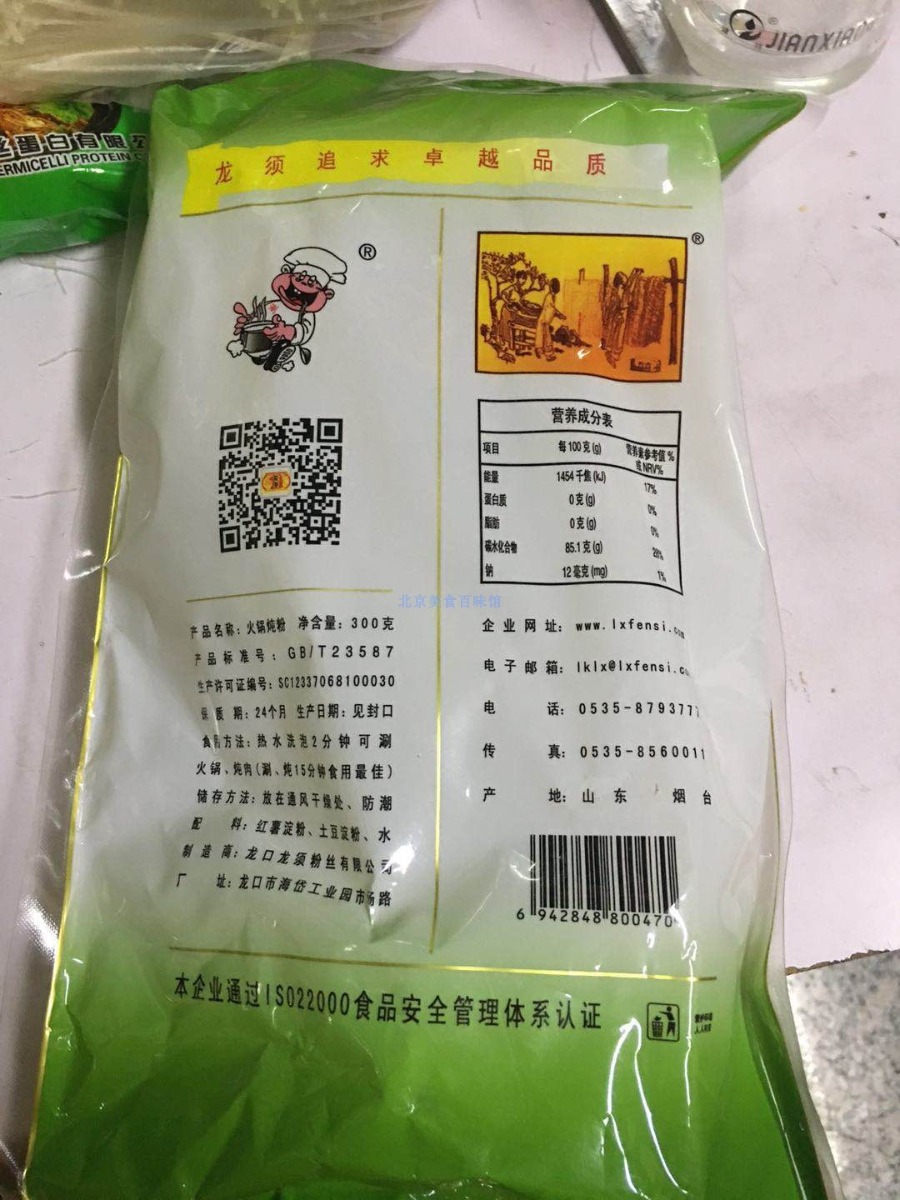 JIANXIAN
丝蛋白有限公
ERMICELLI PROTEIN
龙须追求卓越品质
®
®
营养成分表
项目 每100克(g) 营养素参考值%或NRV%
能量 1454千焦(kJ) 17%
蛋白质 0克(g) 0%
脂肪 0克(g) 0%
碳水化合物 85.1克(g) 28%
钠 12毫克(mg) 1%
北京美食百味馆
产品名称：火锅炖粉 净含量：300克
产品标准号：GB/T23587
生产许可证编号：SC12337068100030
保质期：24个月 生产日期：见封口
食用方法：热水洗泡2分钟可涮
火锅、炖肉(涮、炖15分钟食用最佳)
储存方法：放在通风干燥处、防潮
配料：红薯淀粉、土豆淀粉、水
制造商：龙口龙须粉丝有限公司
厂址：龙口市海岱工业园市场路
企业网址：www.lxfensi.com
电子邮箱：lklx@lxfensi.co
电话：0535-8793777
传真：0535-8560011
产地：山东 烟台
6 942848 800470
本企业通过ISO22000食品安全管理体系认证